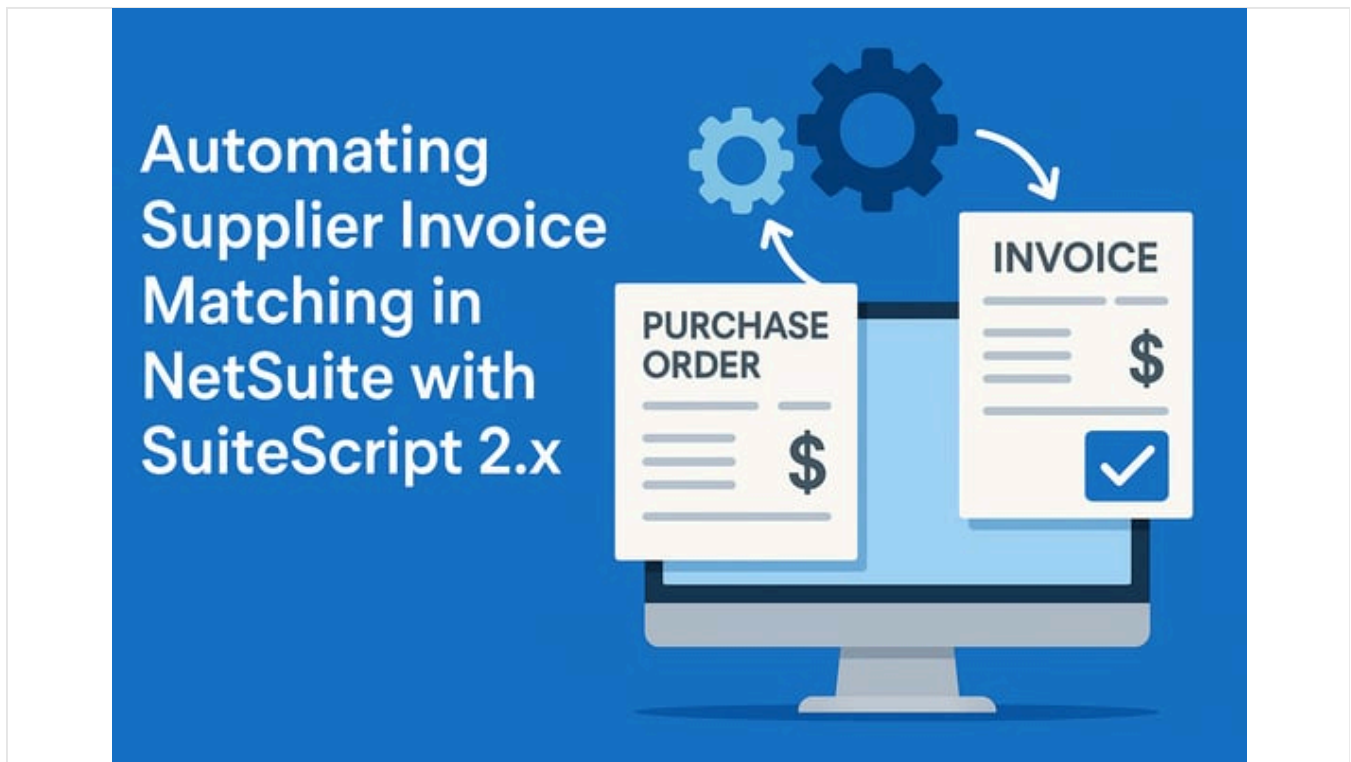 Automating
Supplier Invoice
Matching in
NetSuite with
SuiteScript 2.x
PURCHASE
ORDER
$
INVOICE
$